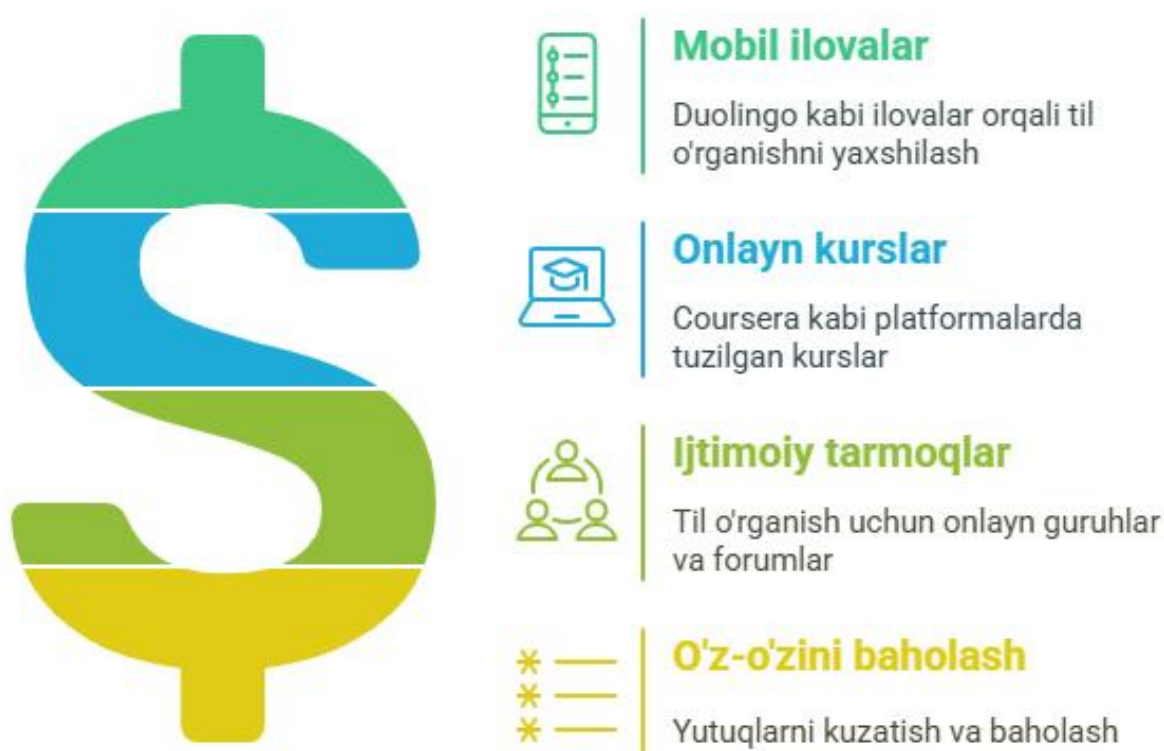 Mobil ilovalar
Duolingo kabi ilovalar orqali til
o'rganishni yaxshilash
Onlayn kurslar
Coursera kabi platformalarda
tuzilgan kurslar
Ijtimoiy tarmoqlar
Til o'rganish uchun onlayn guruhlar
va forumlar
O'z-o'zini baholash
Yutuqlarni kuzatish va baholash